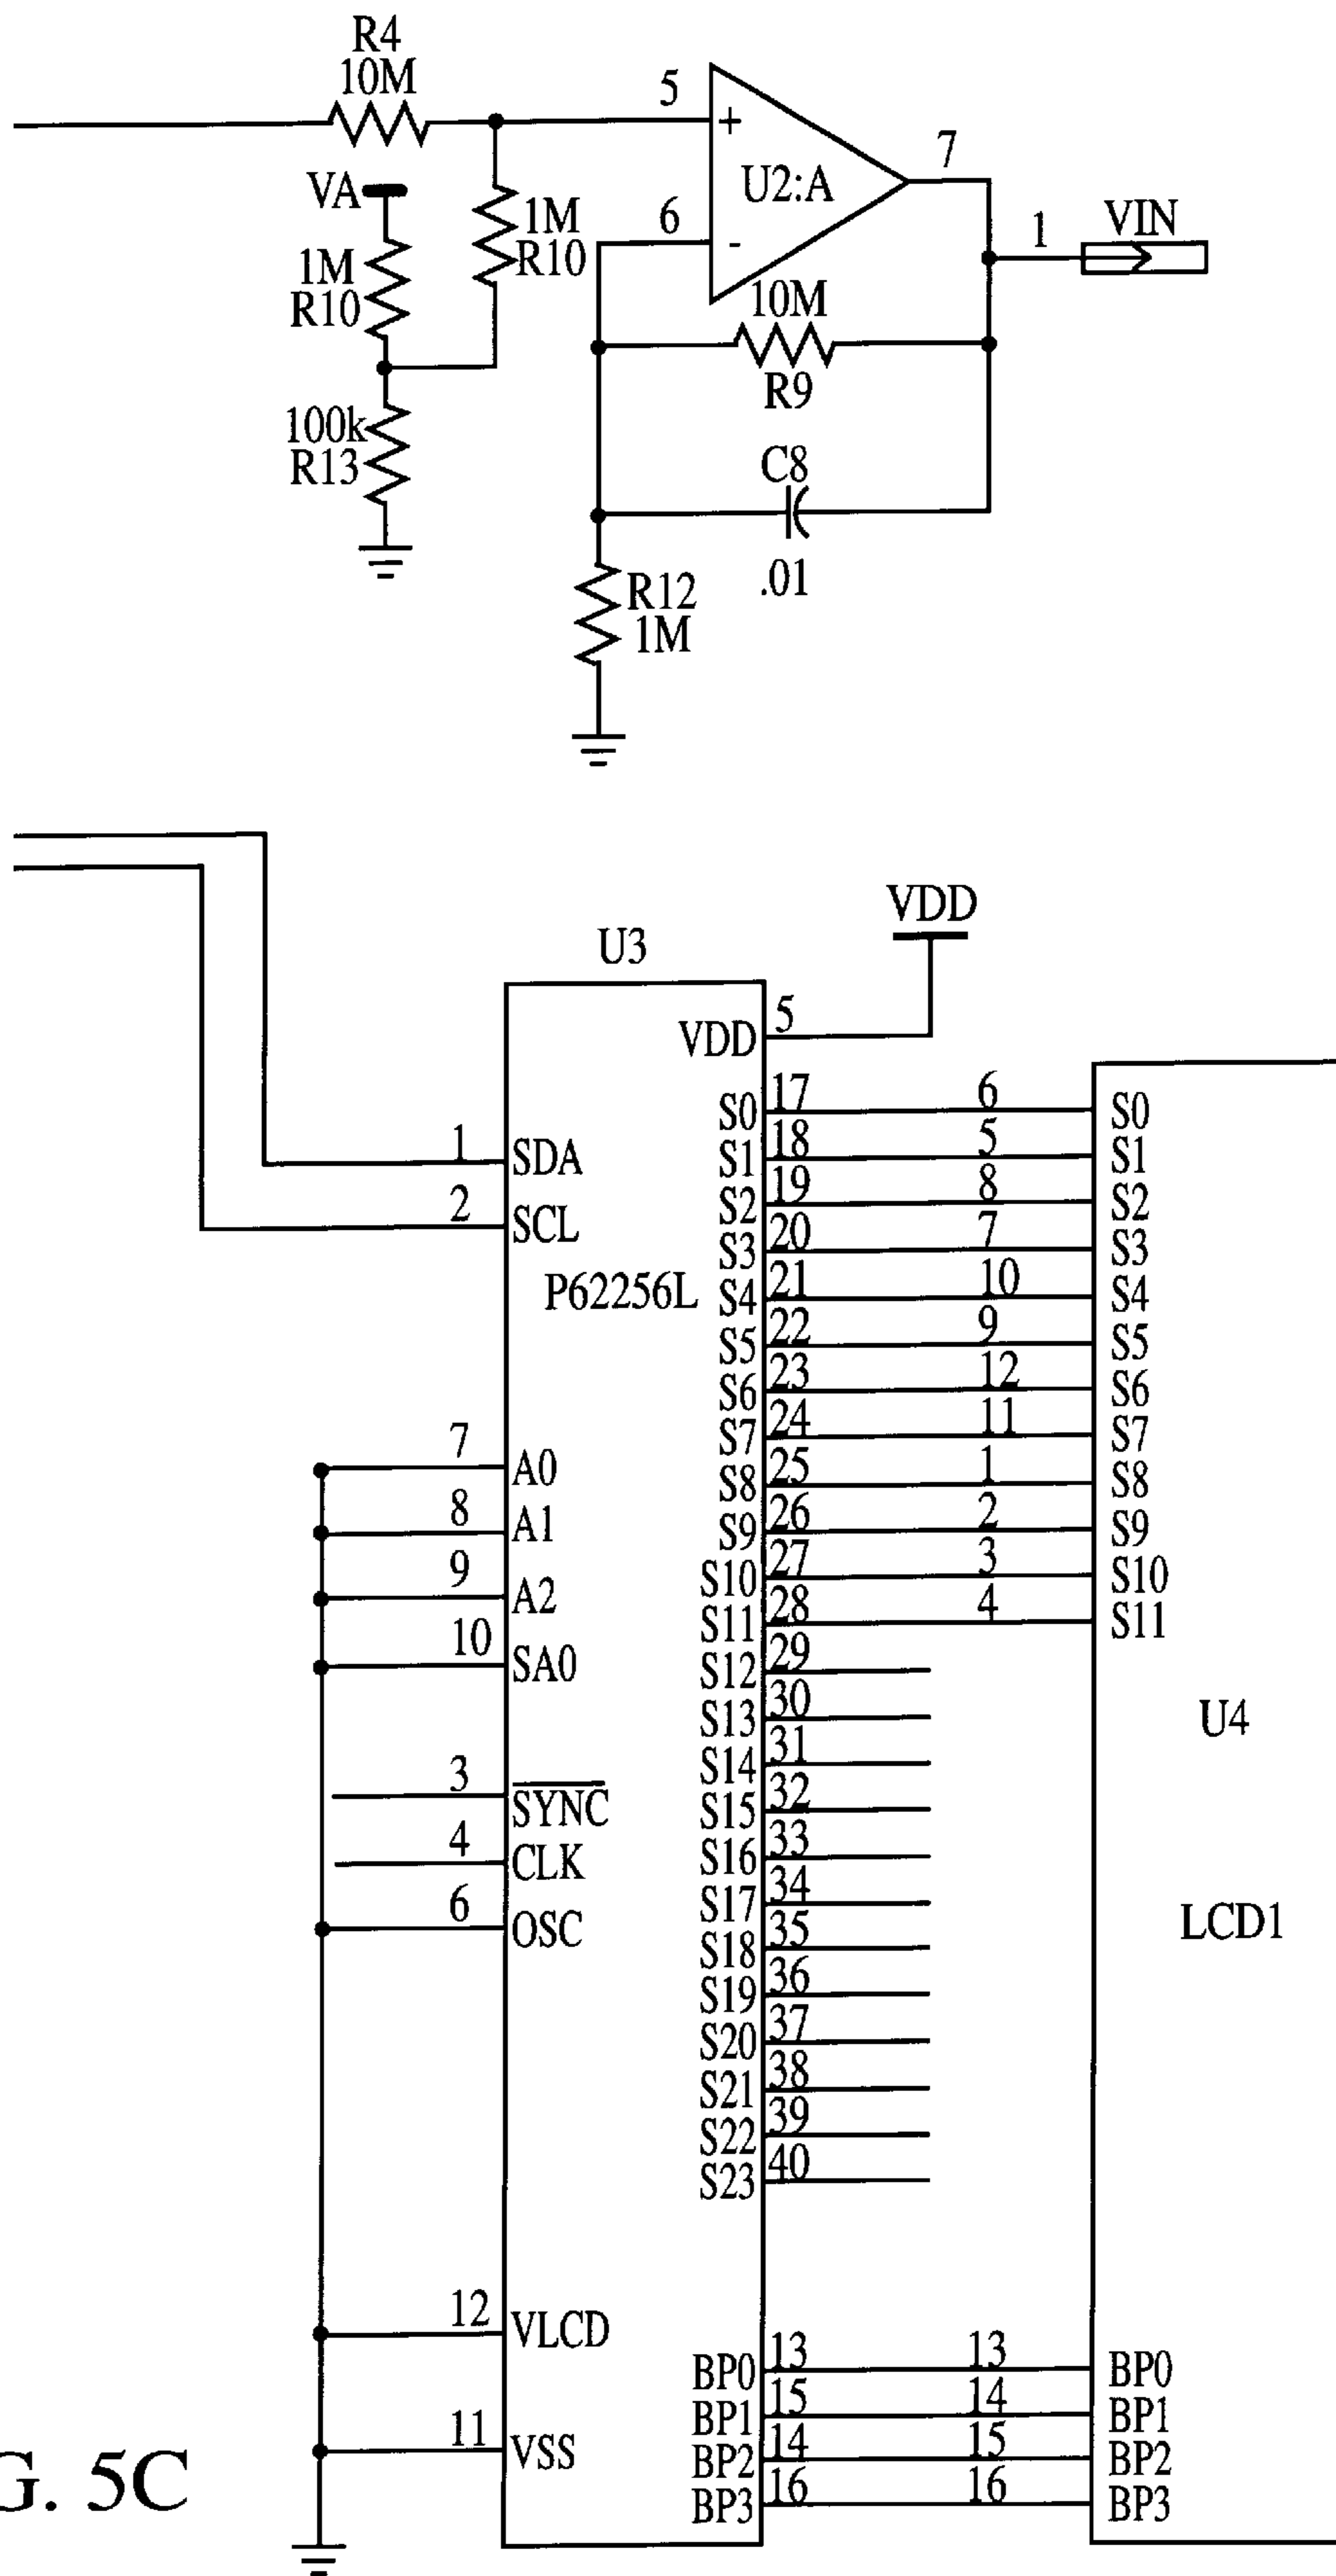 R4
10M
5
+
VA
U2:A
7
1M
R10
6
-
1
VIN
1M
R10
10M
R9
100k
R13
C8
.01
R12
1M
VDD
U3
VDD 5
S0 17 6 S0
1 SDA
S1 18 5 S1
S2 19 8 S2
2 SCL
S3 20 7 S3
P62256L
S4 21 10 S4
S5 22 9 S5
S6 23 12 S6
S7 24 11 S7
7 A0
S8 25 1 S8
8 A1
S9 26 2 S9
9 A2
S10 27 3 S10
S11 28 4 S11
10 SA0
S12 29
S13 30
U4
S14 31
3 SYNC
S15 32
4 CLK
S16 33
S17 34
6 OSC
S18 35
LCD1
S19 36
S20 37
S21 38
S22 39
S23 40
12 VLCD
BP0 13 13 BP0
BP1 15 14 BP1
11 VSS
BP2 14 15 BP2
BP3 16 16 BP3
G. 5C